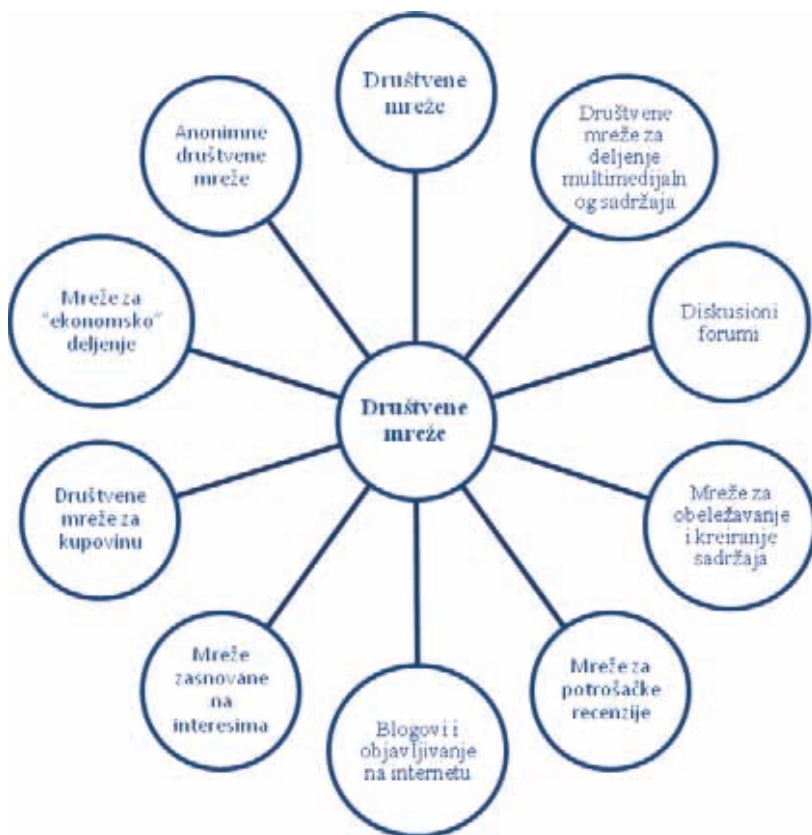 Društvene
mreže
Društvene
mreže za
deljenje
multimedijaln
og sadržaja
Diskusioni
forumi
Mreže za
obeležavanje
i kreiranje
sadržaja
Mreže za
potrošačke
recenzije
Blogovi i
objavljivanje
na internetu
Mreže
zasnovane
na
interesima
Društvene
mreže za
kupovinu
Mreže za
"ekonomsko"
deljenje
Anonimne
društvene
mreže
Društvene
mreže